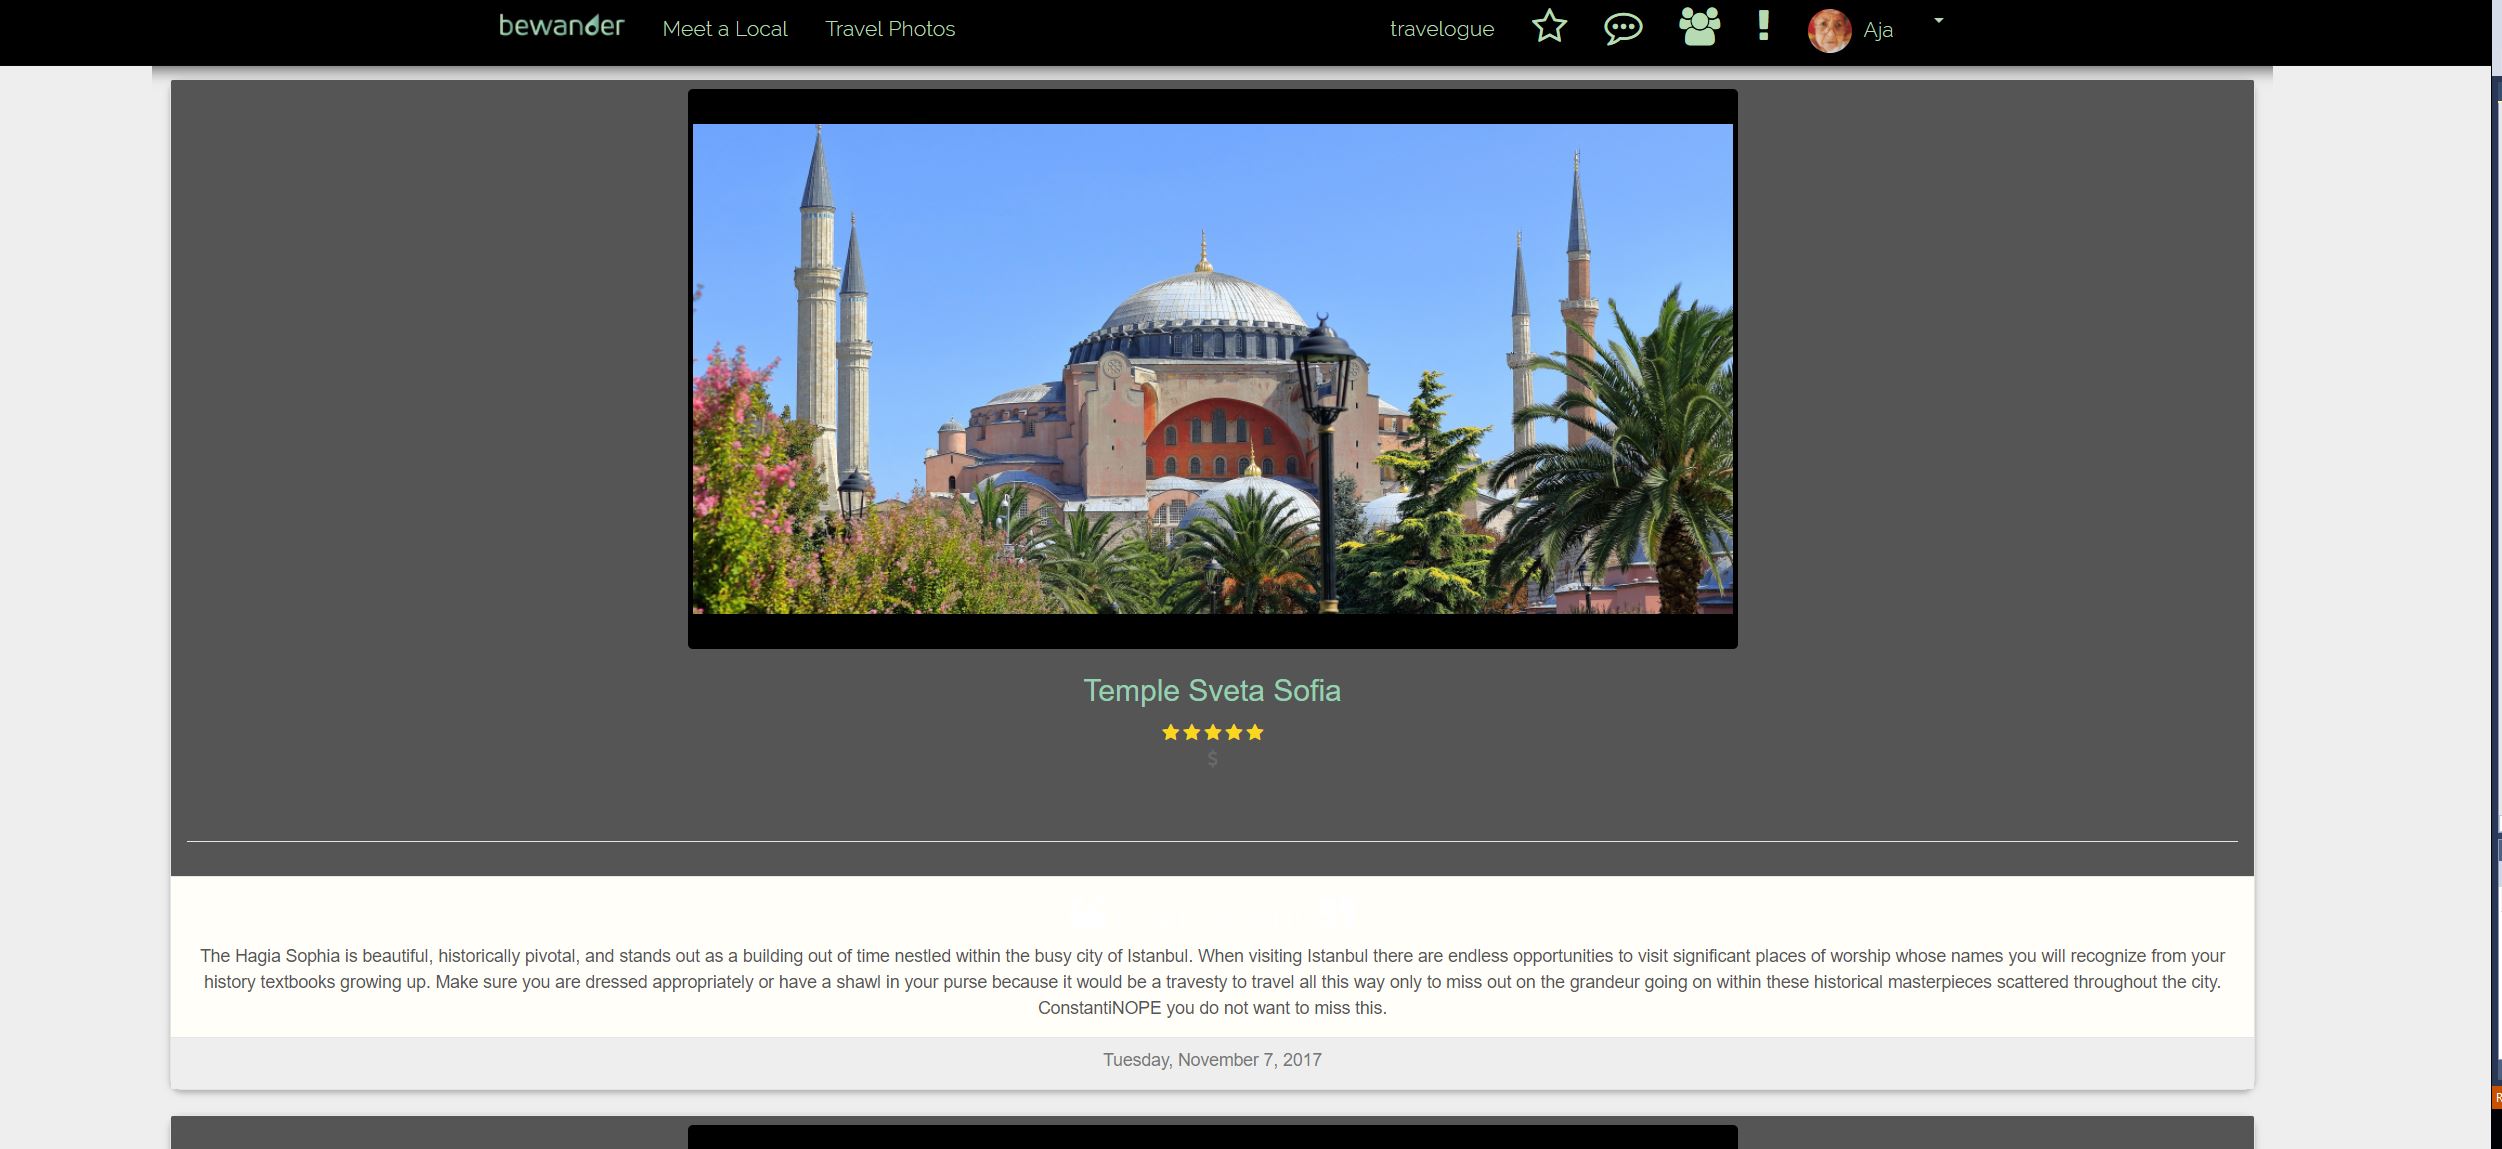 bewander Meet a Local Travel Photos travelogue Aja
Temple Sveta Sofia
$
The Hagia Sophia is beautiful, historically pivotal, and stands out as a building out of time nestled within the busy city of Istanbul. When visiting Istanbul there are endless opportunities to visit significant places of worship whose names you will recognize from your
history textbooks growing up. Make sure you are dressed appropriately or have a shawl in your purse because it would be a travesty to travel all this way only to miss out on the grandeur going on within these historical masterpieces scattered throughout the city.
ConstantiNOPE you do not want to miss this.
Tuesday, November 7, 2017